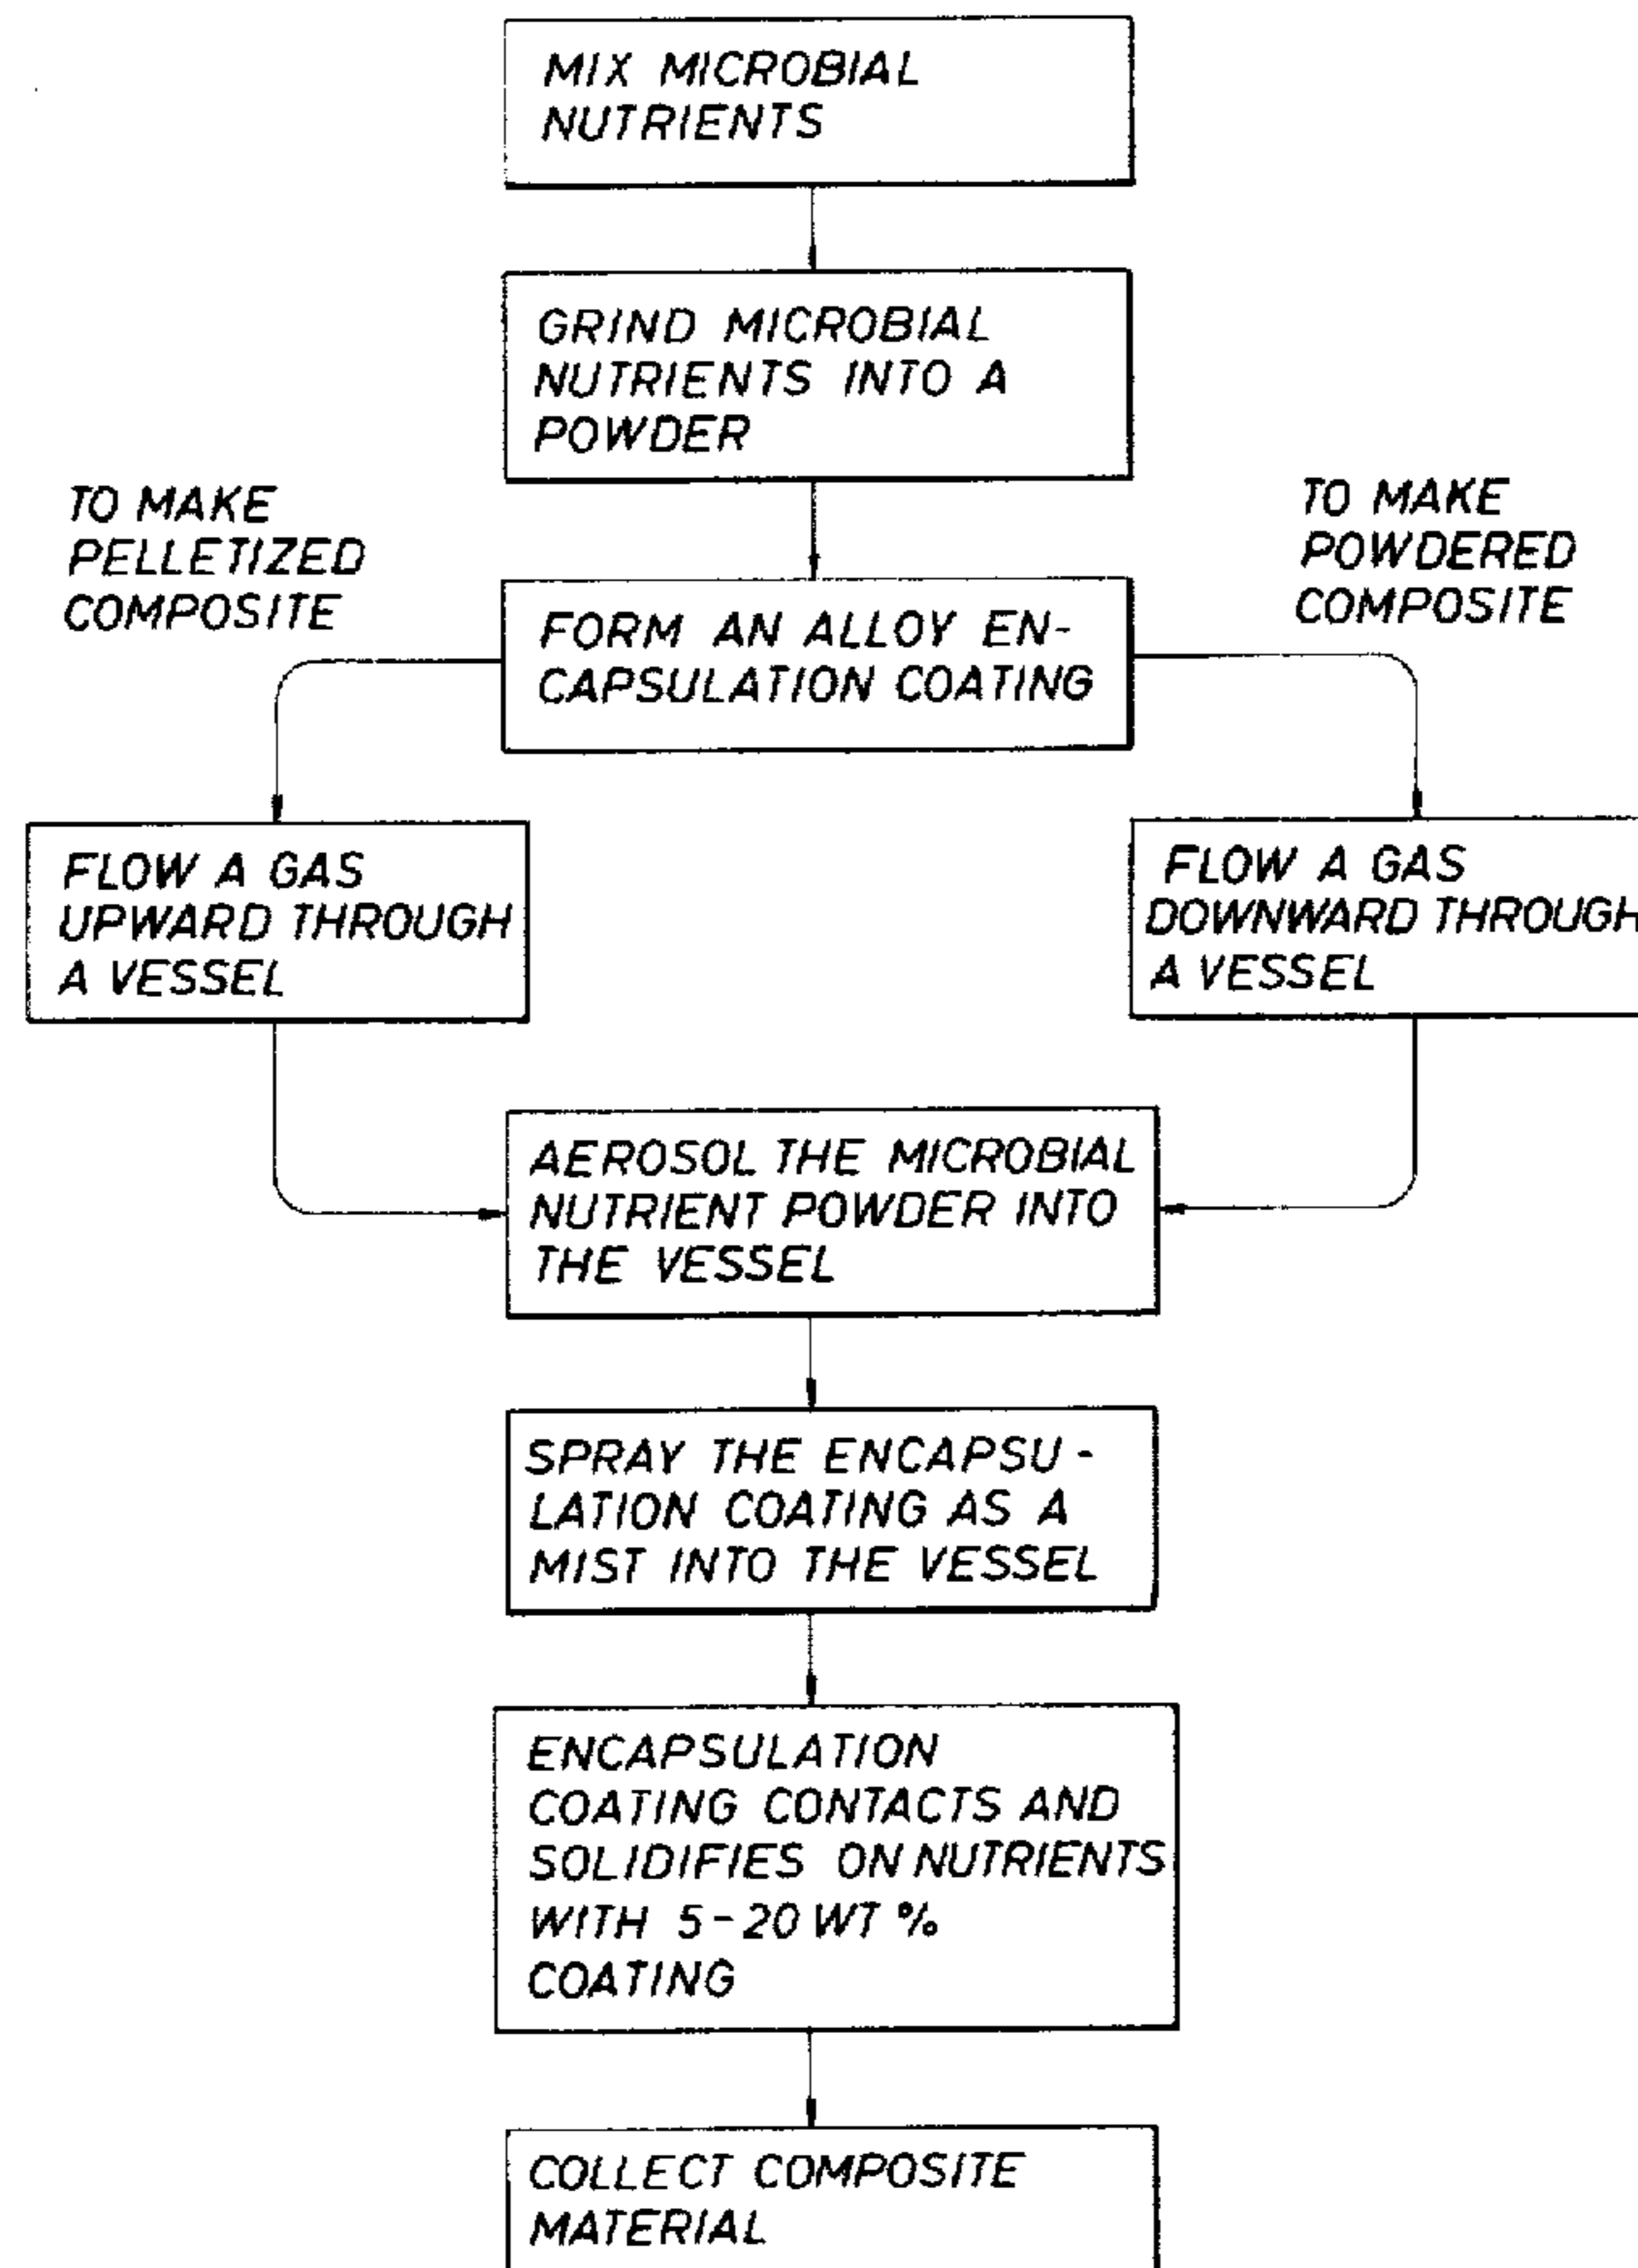 MIX MICROBIAL
NUTRIENTS
GRIND MICROBIAL
NUTRIENTS INTO A
POWDER
TO MAKE
PELLETIZED
COMPOSITE
TO MAKE
POWDERED
COMPOSITE
FORM AN ALLOY EN-
CAPSULATION COATING
FLOW A GAS
UPWARD THROUGH
A VESSEL
FLOW A GAS
DOWNWARD THROUGH
A VESSEL
AEROSOL THE MICROBIAL
NUTRIENT POWDER INTO
THE VESSEL
SPRAY THE ENCAPSU-
LATION COATING AS A
MIST INTO THE VESSEL
ENCAPSULATION
COATING CONTACTS AND
SOLIDIFIES ON NUTRIENTS
WITH 5-20 WT %
COATING
COLLECT COMPOSITE
MATERIAL